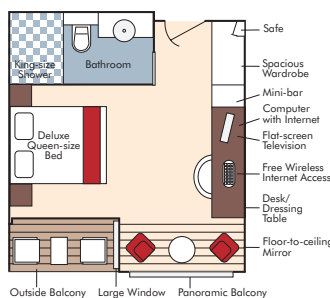 King-size
Shower
Bathroom
Deluxe
Queen-size
Bed
Safe
Spacious
Wardrobe
Mini-bar
Computer
with Internet
Flat-screen
Television
Free Wireless
Internet Access
Desk/
Dressing
Table
Floor-to-ceiling
Mirror
Outside Balcony
Large Window
Panoramic Balcony